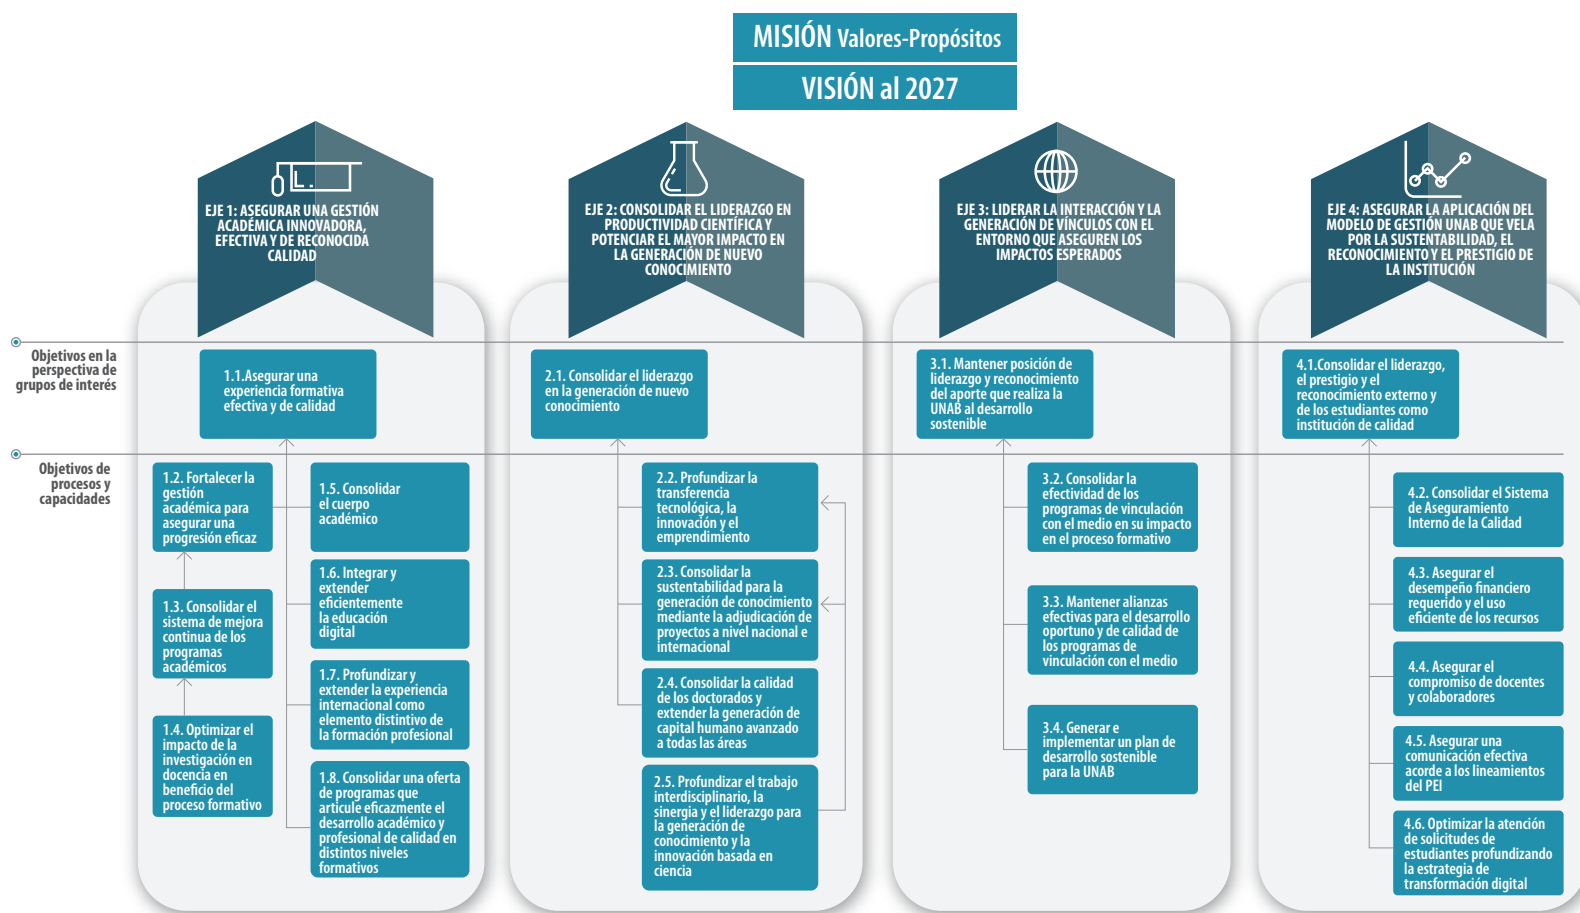 MISIÓN Valores-Propósitos
VISIÓN al 2027
EJE 1: ASEGURAR UNA GESTIÓN
ACADÉMICA INNOVADORA,
EFECTIVA Y DE RECONOCIDA
CALIDAD
EJE 2: CONSOLIDAR EL LIDERAZGO EN
PRODUCTIVIDAD CIENTÍFICA Y
POTENCIAR EL MAYOR IMPACTO EN
LA GENERACIÓN DE NUEVO
CONOCIMIENTO
EJE 3: LIDERAR LA INTERACCIÓN Y LA
GENERACIÓN DE VÍNCULOS CON EL
ENTORNO QUE ASEGUREN LOS
IMPACTOS ESPERADOS
EJE 4: ASEGURAR LA APLICACIÓN DEL
MODELO DE GESTIÓN UNAB QUE VELA
POR LA SUSTENTABILIDAD, EL
RECONOCIMIENTO Y EL PRESTIGIO DE
LA INSTITUCIÓN
Objetivos en la
perspectiva de
grupos de interés
1.1.Asegurar una
experiencia formativa
efectiva y de calidad
2.1. Consolidar el liderazgo
en la generación de nuevo
conocimiento
3.1. Mantener posición de
liderazgo y reconocimiento
del aporte que realiza la
UNAB al desarrollo
sostenible
4.1.Consolidar el liderazgo,
el prestigio y el
reconocimiento externo y
de los estudiantes como
institución de calidad
Objetivos de
procesos y
capacidades
1.2. Fortalecer la
gestión
académica para
asegurar una
progresión eficaz
1.3. Consolidar el
sistema de mejora
continua de los
programas
académicos
1.4. Optimizar el
impacto de la
investigación en
docencia en
beneficio del
proceso formativo
1.5. Consolidar
el cuerpo
académico
1.6. Integrar y
extender
eficientemente
la educación
digital
1.7. Profundizar y
extender la experiencia
internacional como
elemento distintivo de
la formación profesional
1.8. Consolidar una oferta
de programas que
articule eficazmente el
desarrollo académico y
profesional de calidad en
distintos niveles
formativos
2.2. Profundizar la
transferencia
tecnológica, la
innovación y el
emprendimiento
2.3. Consolidar la
sustentabilidad para la
generación de conocimiento
mediante la adjudicación de
proyectos a nivel nacional e
internacional
2.4. Consolidar la calidad
de los doctorados y
extender la generación de
capital humano avanzado
a todas las áreas
2.5. Profundizar el trabajo
interdisciplinario, la
sinergia y el liderazgo para
la generación de
conocimiento y la
innovación basada en
ciencia
3.2. Consolidar la
efectividad de los
programas de vinculación
con el medio en su impacto
en el proceso formativo
3.3. Mantener alianzas
efectivas para el desarrollo
oportuno y de calidad de
los programas de
vinculación con el medio
3.4. Generar e
implementar un plan de
desarrollo sostenible
para la UNAB
4.2. Consolidar el Sistema
de Aseguramiento
Interno de la Calidad
4.3. Asegurar el
desempeño financiero
requerido y el uso
eficiente de los recursos
4.4. Asegurar el
compromiso de docentes
y colaboradores
4.5. Asegurar una
comunicación efectiva
acorde a los lineamientos
del PEI
4.6. Optimizar la atención
de solicitudes de
estudiantes profundizando
la estrategia de
transformación digital